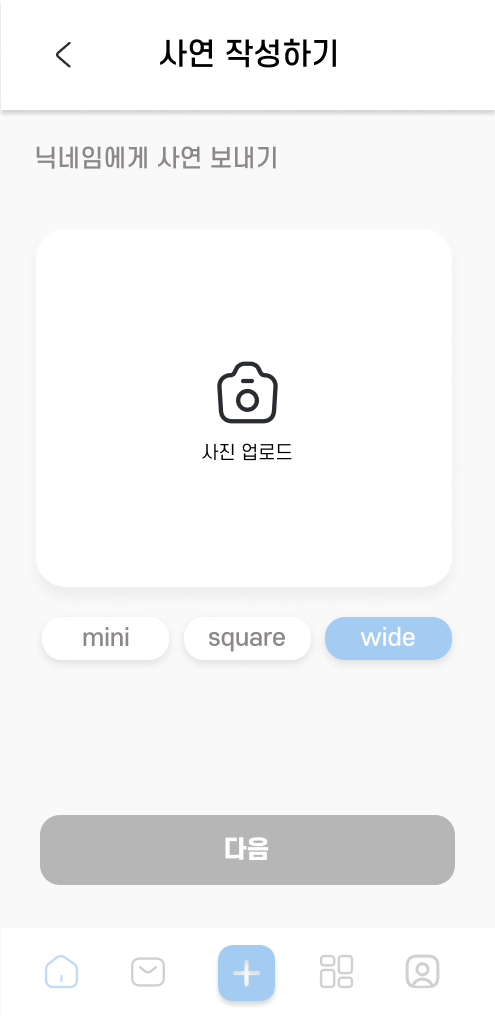 사연 작성하기
닉네임에게 사연 보내기
사진 업로드
mini square wide
다음